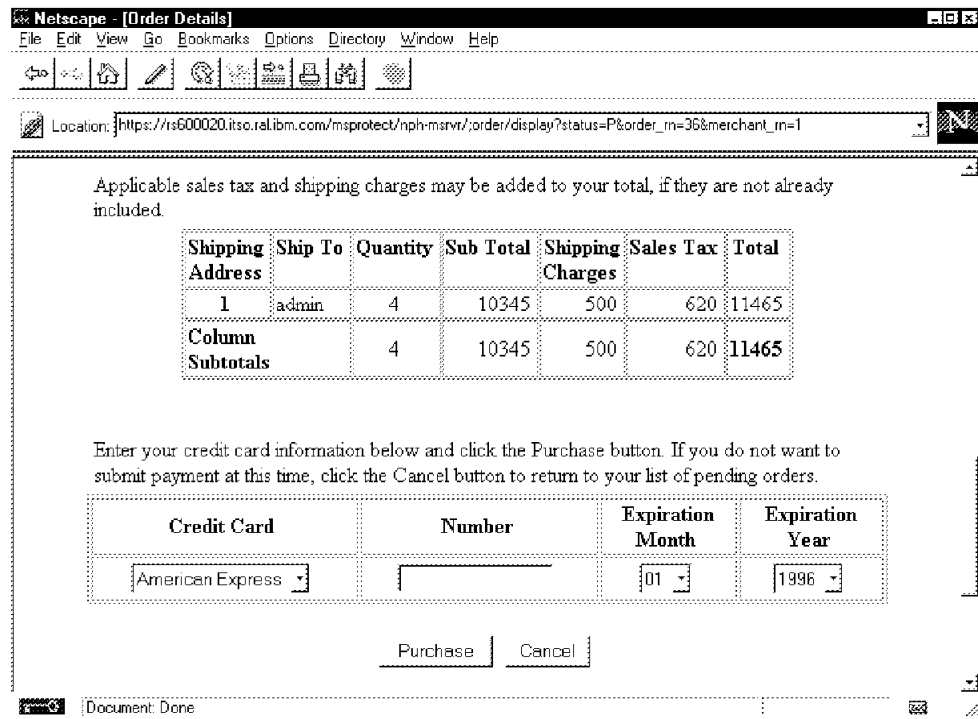 Netscape - [Order Details]
File Edit View Go Bookmarks Options Directory Window Help
Location: https://rs600020.itso.ral.ibm.com/msprotect/nph-msrvr/;order/display?status=P&order_rn=36&merchant_rn=1
N
Applicable sales tax and shipping charges may be added to your total, if they are not already
included.
Shipping Ship To Quantity Sub Total Shipping Sales Tax Total
Address Charges
1 admin 4 10345 500 620 11465
Column
Subtotals 4 10345 500 620 11465
Enter your credit card information below and click the Purchase button. If you do not want to
submit payment at this time, click the Cancel button to return to your list of pending orders.
Credit Card Number Expiration Expiration
Month Year
American Express 01 1996
Purchase Cancel
Document: Done